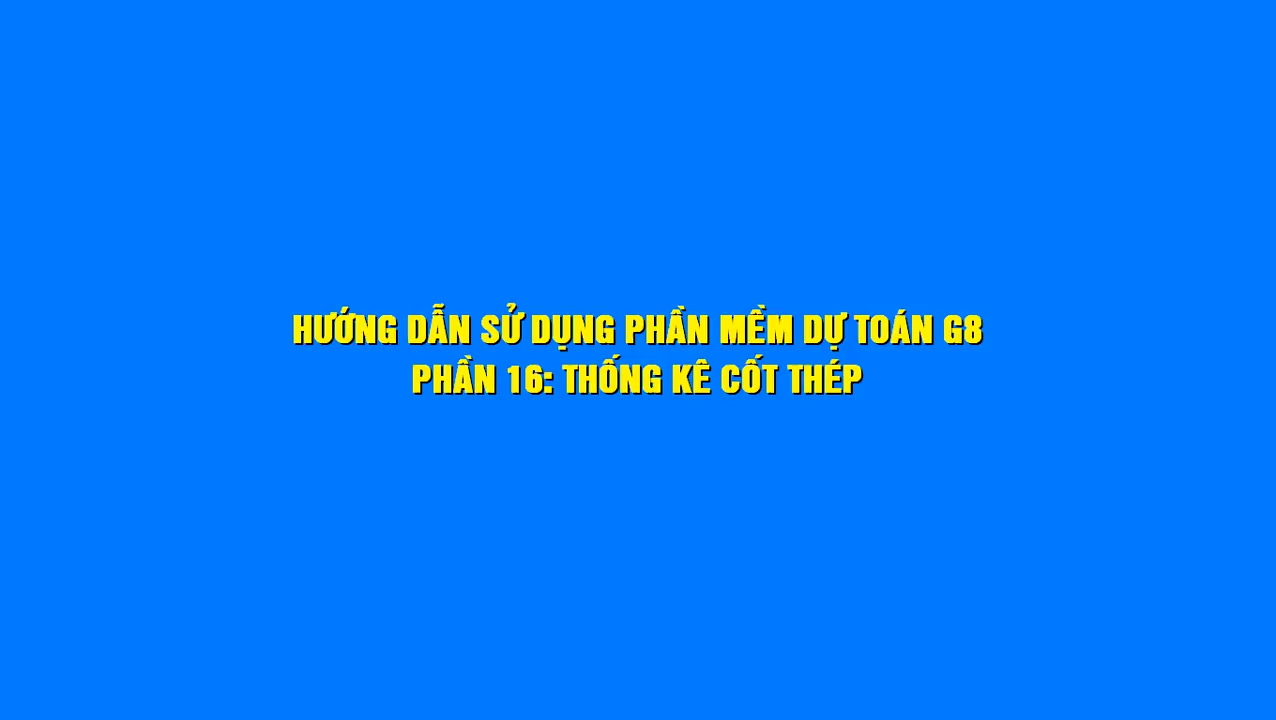 HƯỚNG DẪN SỬ DỤNG PHẦN MỀM DỰ TOÁN G8
PHẦN 16: THỐNG KÊ CỐT THÉP